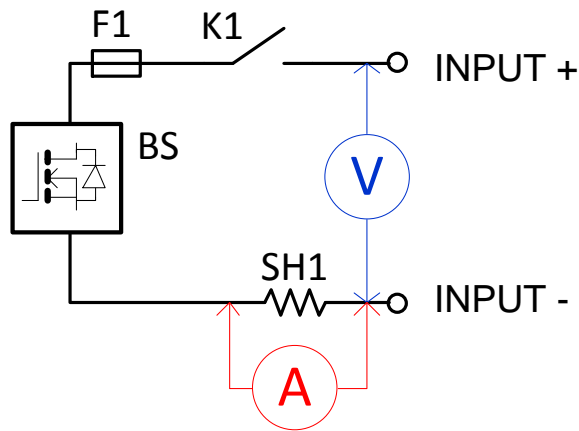 F1
K1
INPUT +
BS
V
SH1
INPUT -
A